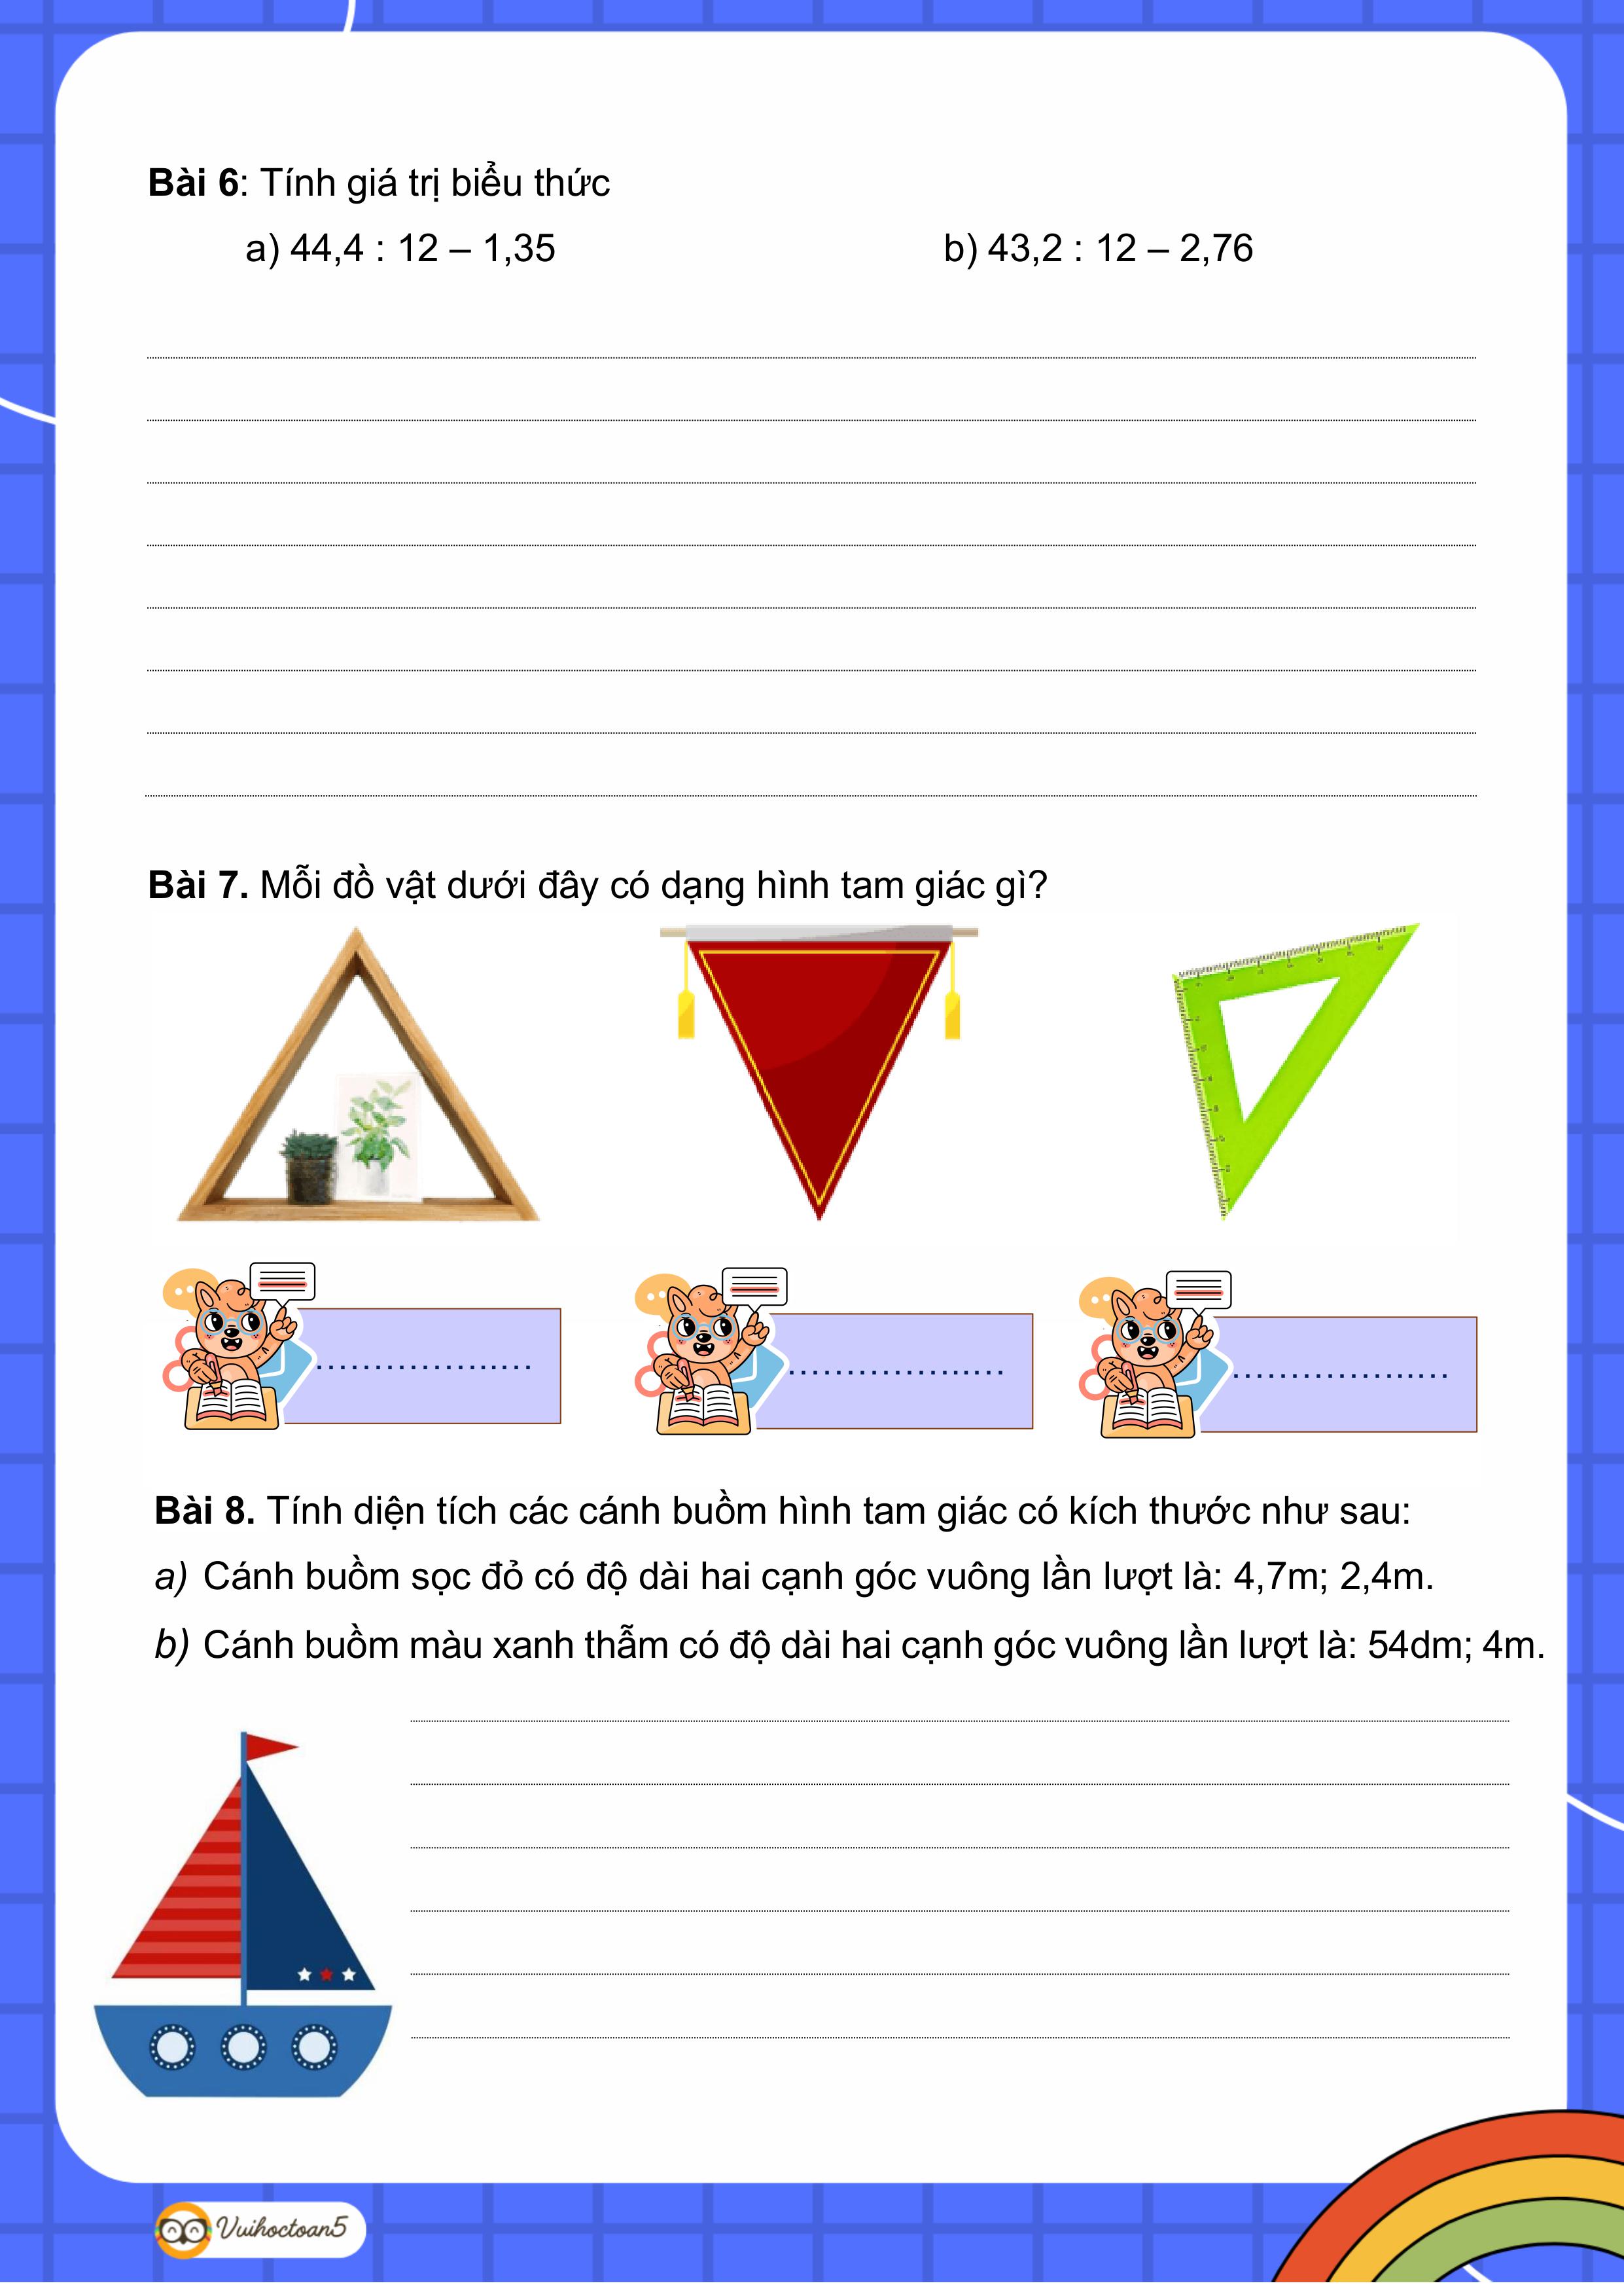 Bài 6: Tính giá trị biểu thức
a) 44,4 : 12 – 1,35 b) 43,2 : 12 – 2,76
Bài 7. Mỗi đồ vật dưới đây có dạng hình tam giác gì?
Bài 8. Tính diện tích các cánh buồm hình tam giác có kích thước như sau:
a) Cánh buồm sọc đỏ có độ dài hai cạnh góc vuông lần lượt là: 4,7m; 2,4m.
b) Cánh buồm màu xanh thẫm có độ dài hai cạnh góc vuông lần lượt là: 54dm; 4m.
Vuihoctoan5